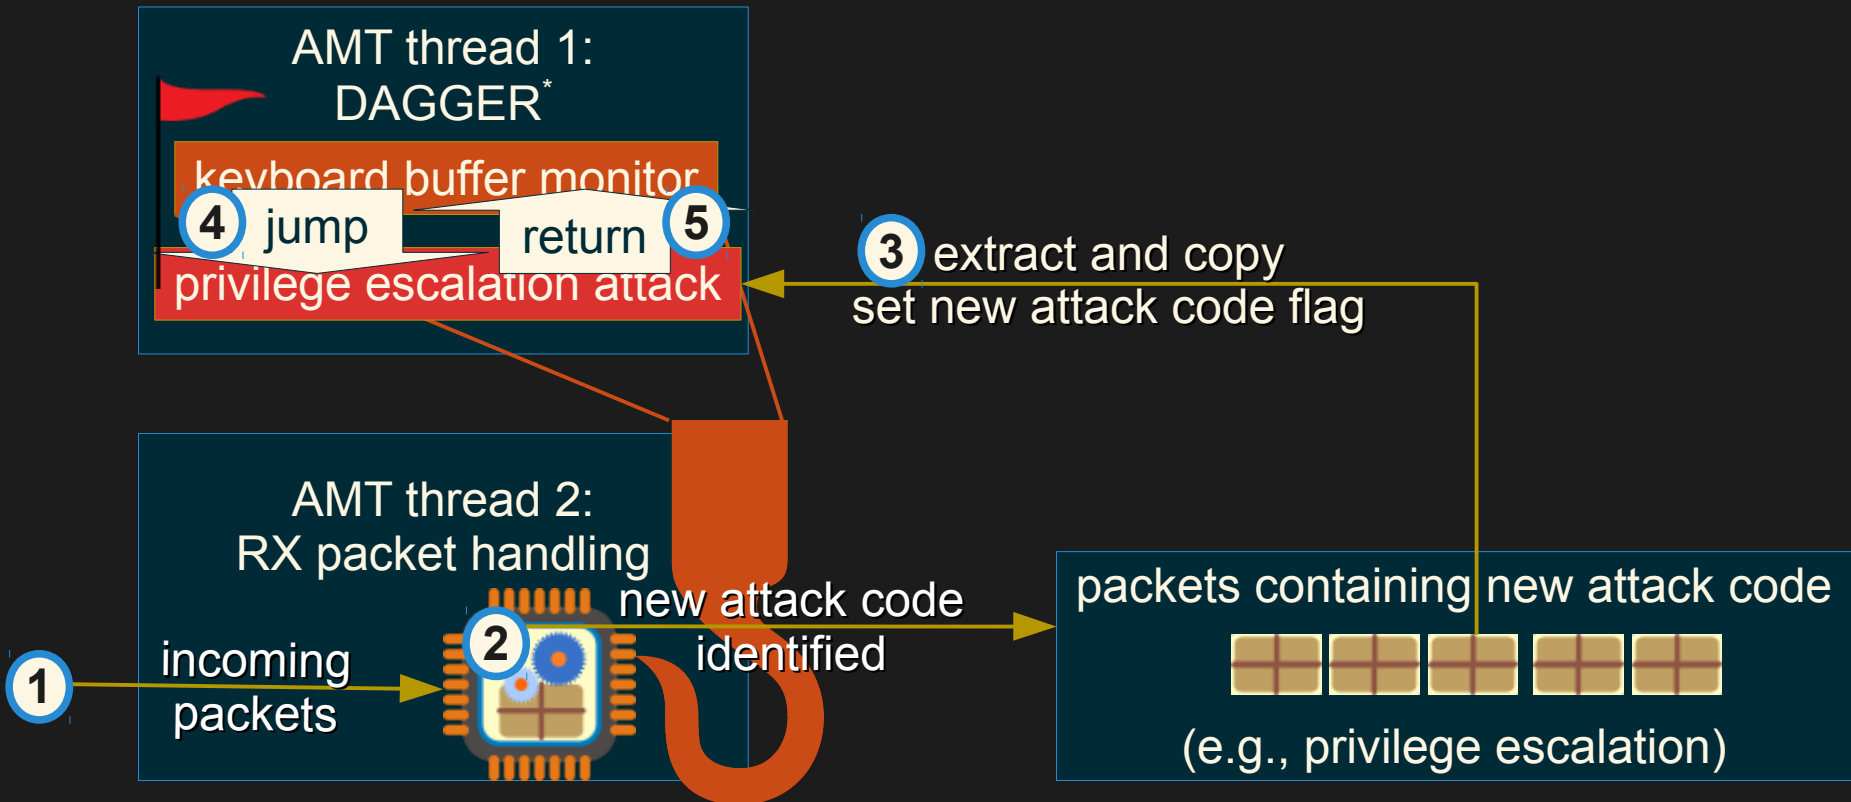 AMT thread 1:
DAGGER*
keyboard buffer monitor
4 jump
return 5
privilege escalation attack
3 extract and copy
set new attack code flag
AMT thread 2:
RX packet handling
1
incoming
packets
2
new attack code
identified
packets containing new attack code
(e.g., privilege escalation)